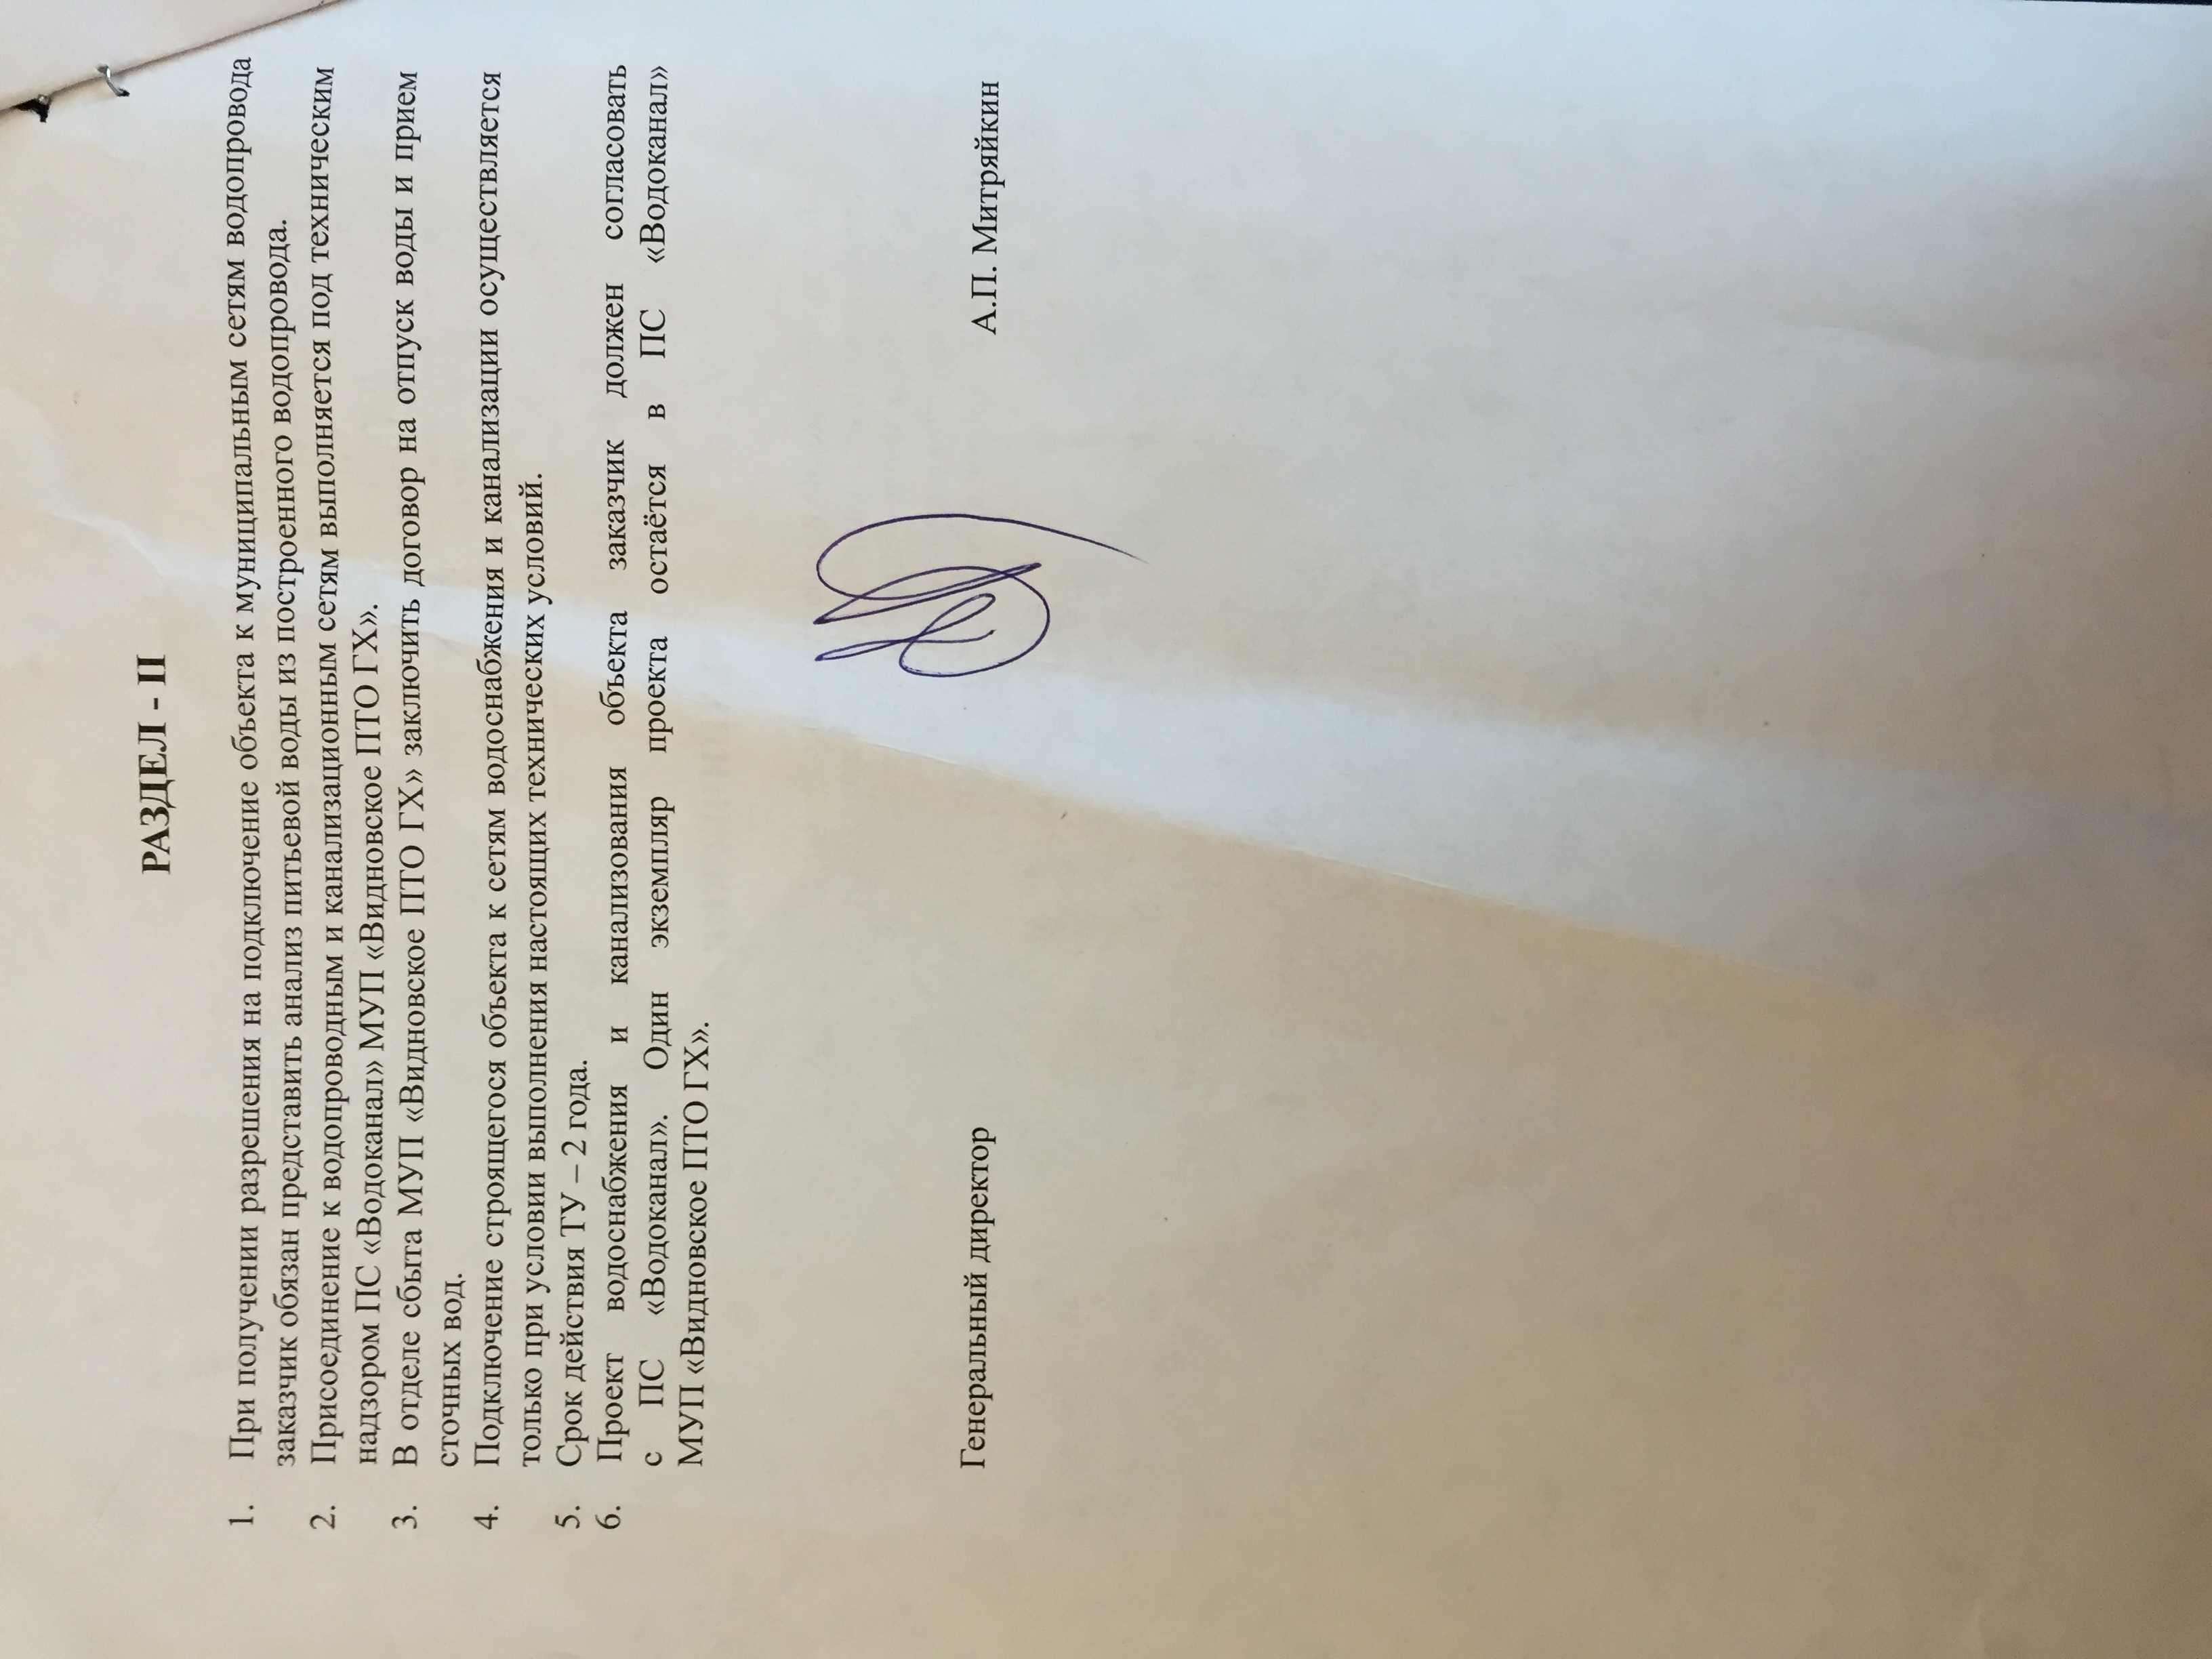 РАЗДЕЛ - II
1. При получении разрешения на подключение объекта к муниципальным сетям водопровода
заказчик обязан представить анализ питьевой воды из построенного водопровода.
2. Присоединение к водопроводным и канализационным сетям выполняется под техническим
надзором ПС «Водоканал» МУП «Видновское ПТО ГХ».
3. В отделе сбыта МУП «Видновское ПТО ГХ» заключить договор на отпуск воды и прием
сточных вод.
4. Подключение строящегося объекта к сетям водоснабжения и канализации осуществляется
только при условии выполнения настоящих технических условий.
5. Срок действия ТУ – 2 года.
6. Проект водоснабжения и канализования объекта заказчик должен согласовать
с ПС «Водоканал». Один экземпляр проекта остаётся в ПС «Водоканал»
МУП «Видновское ПТО ГХ».
Генеральный директор А.П. Митряйкин